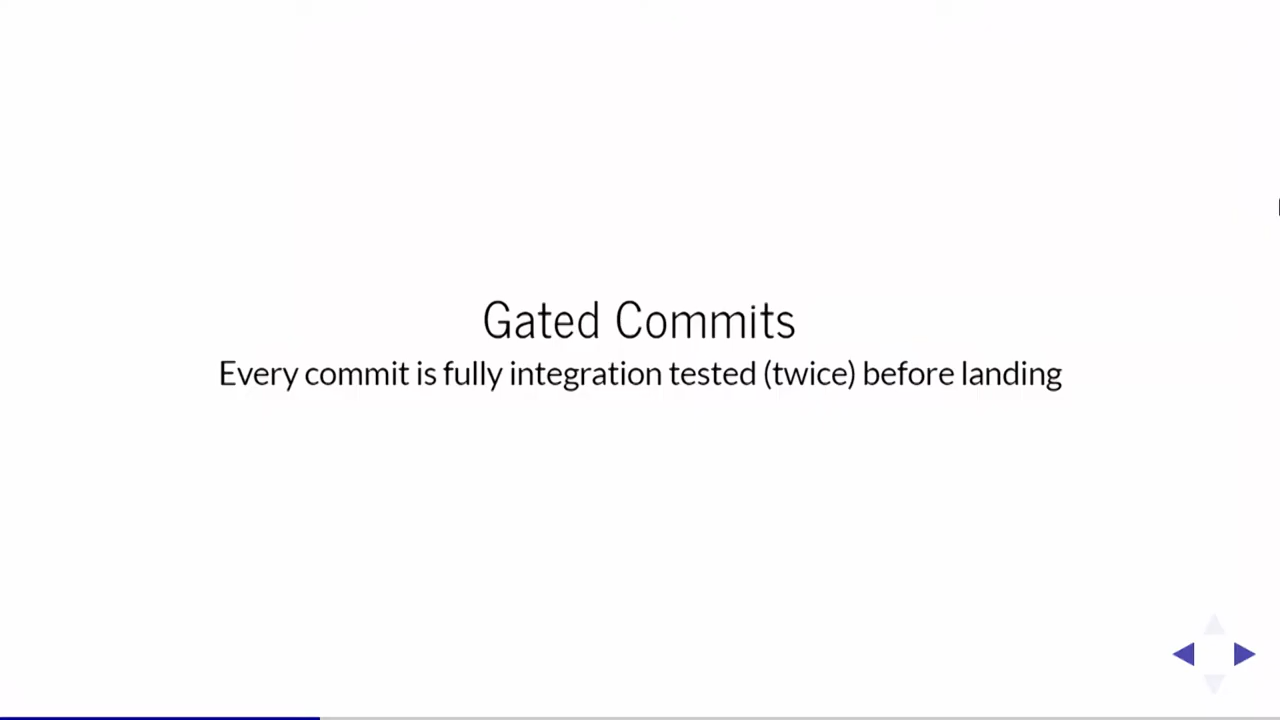 Gated Commits
Every commit is fully integration tested (twice) before landing